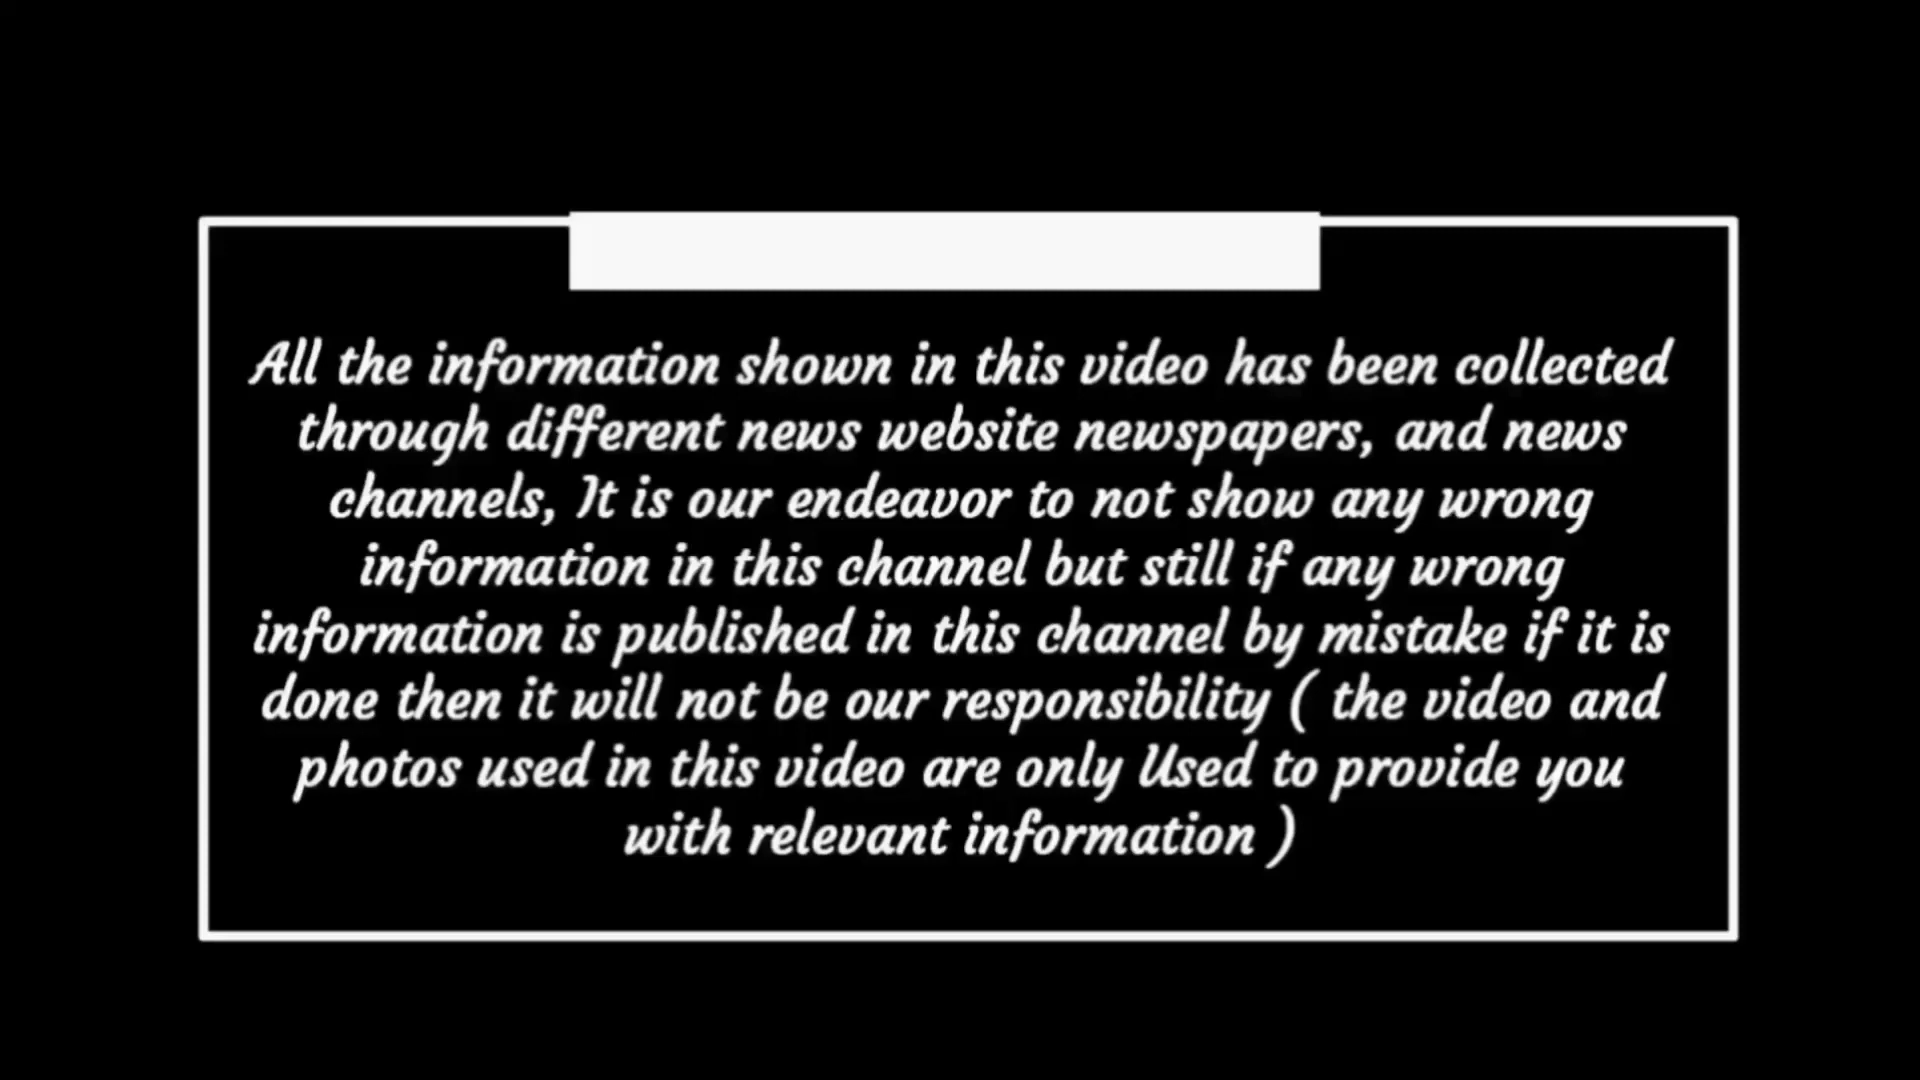 All the information shown in this video has been collected
through different news website newspapers, and news
channels, It is our endeavor to not show any wrong
information in this channel but still if any wrong
information is published in this channel by mistake if it is
done then it will not be our responsibility ( the video and
photos used in this video are only Used to provide you
with relevant information )